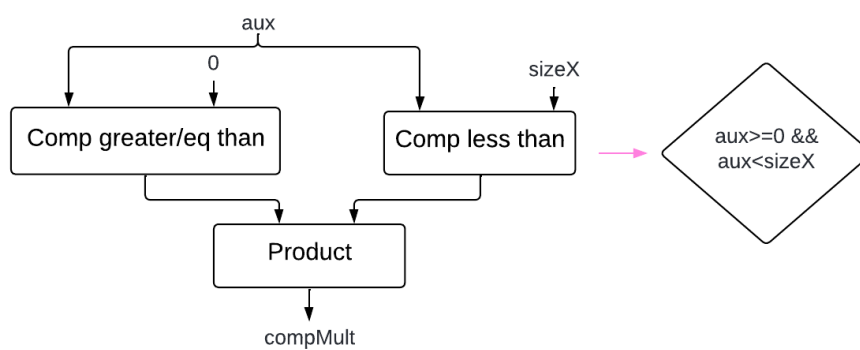 aux
0
sizeX
Comp greater/eq than
Comp less than
aux>=0 &&
aux<sizeX
Product
compMult